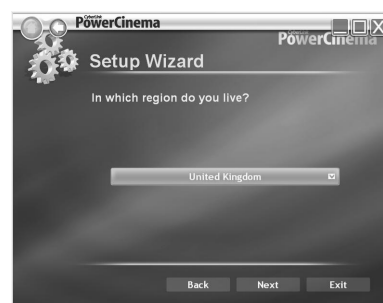 CyberLink
PowerCinema
PowerCinema
Setup Wizard
In which region do you live?
United Kingdom
Back Next Exit